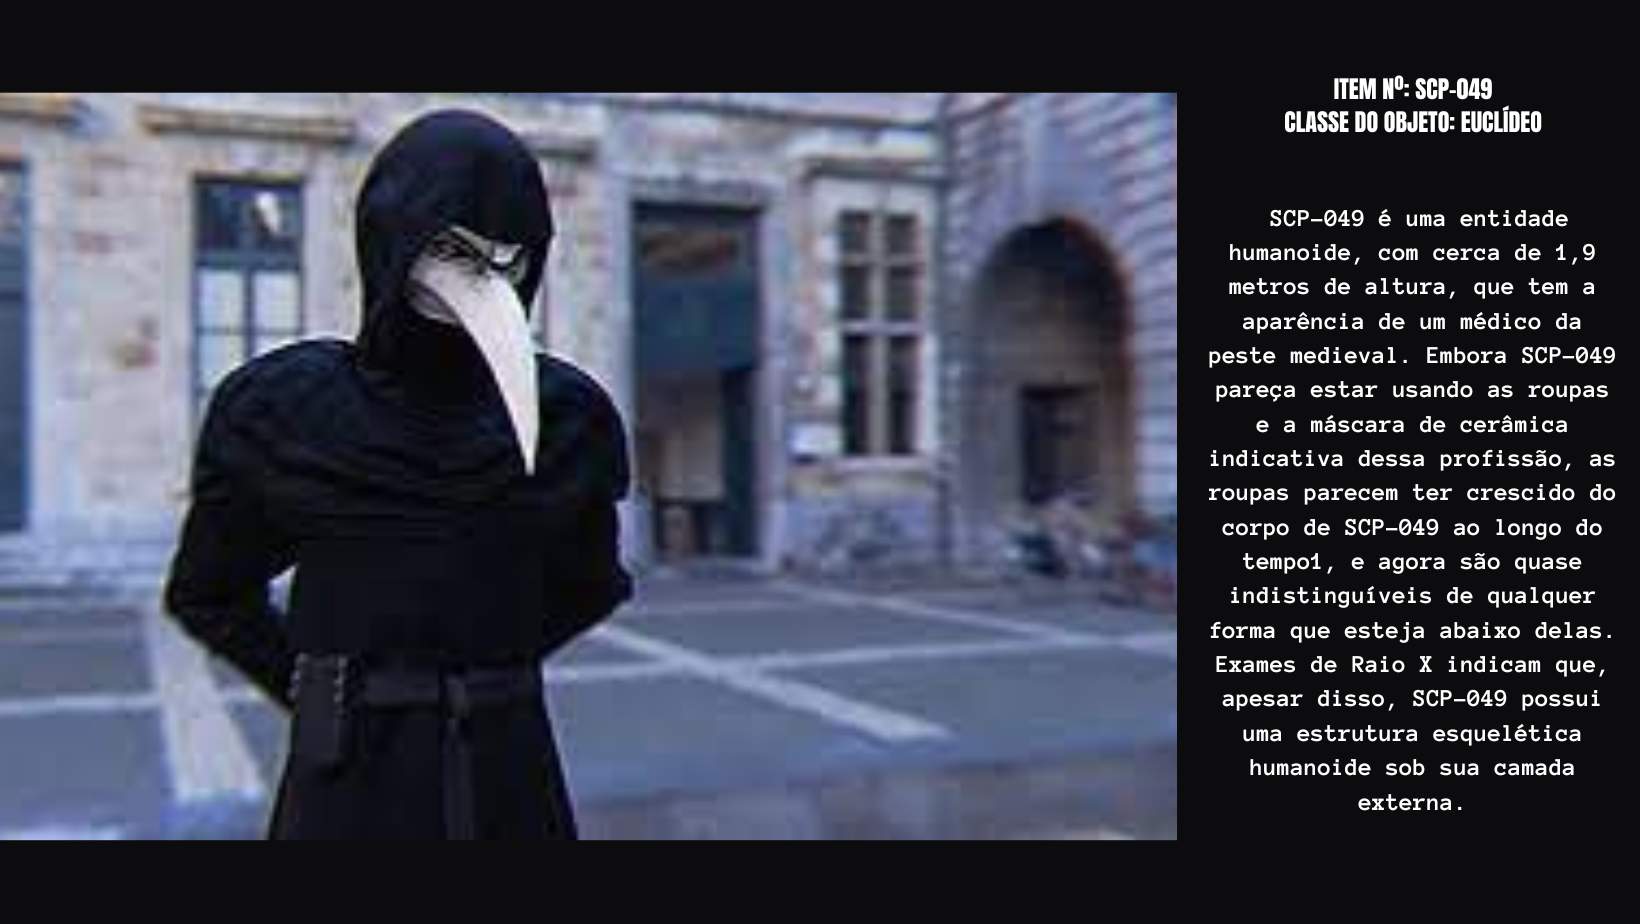 ITEM Nº: SCP-049
CLASSE DO OBJETO: EUCLÍDEO
SCP-049 é uma entidade
humanoide, com cerca de 1,9
metros de altura, que tem a
aparência de um médico da
peste medieval. Embora SCP-049
pareça estar usando as roupas
e a máscara de cerâmica
indicativa dessa profissão, as
roupas parecem ter crescido do
corpo de SCP-049 ao longo do
tempo1, e agora são quase
indistinguíveis de qualquer
forma que esteja abaixo delas.
Exames de Raio X indicam que,
apesar disso, SCP-049 possui
uma estrutura esquelética
humanoide sob sua camada
externa.